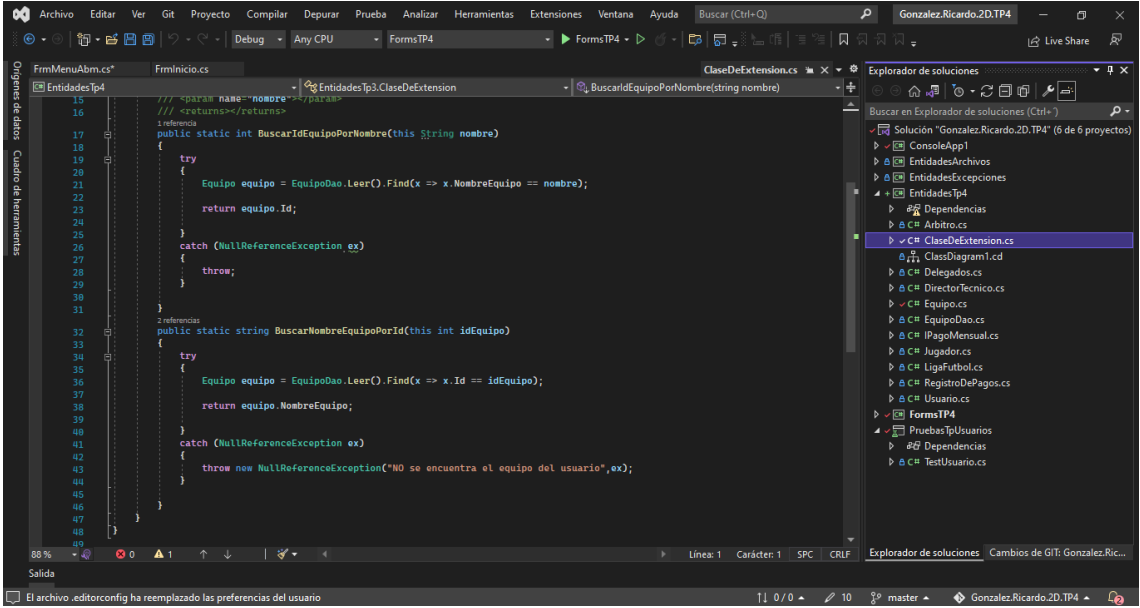 Archivo Editar Ver Git Proyecto Compilar Depurar Prueba Analizar Herramientas Extensiones Ventana Ayuda Buscar (Ctrl+Q) Gonzalez.Ricardo.2D.TP4
Debug Any CPU FormsTP4 FormsTP4 Live Share
Orígenes de datos
Cuadro de herramientas
FrmMenuAbm.cs* FrmInicio.cs ClaseDeExtension.cs
EntidadesTp4 EntidadesTp3.ClaseDeExtension BuscarIdEquipoPorNombre(string nombre)
15 /// <param name="nombre"></param>
16 /// <returns></returns>
1 referencia
17 public static int BuscarIdEquipoPorNombre(this String nombre)
18 {
19 try
20 {
21 Equipo equipo = EquipoDao.Leer().Find(x => x.NombreEquipo == nombre);
22
23 return equipo.Id;
24
25 }
26 catch (NullReferenceException ex)
27 {
28 throw;
29 }
30
31 }
2 referencias
32 public static string BuscarNombreEquipoPorId(this int idEquipo)
33 {
34 try
35 {
36 Equipo equipo = EquipoDao.Leer().Find(x => x.Id == idEquipo);
37
38 return equipo.NombreEquipo;
39
40 }
41 catch (NullReferenceException ex)
42 {
43 throw new NullReferenceException("NO se encuentra el equipo del usuario",ex);
44 }
45
46 }
47 }
48 }
49
88 % 0 1 Línea: 1 Carácter: 1 SPC CRLF
Explorador de soluciones
Buscar en Explorador de soluciones (Ctrl+¨)
Solución "Gonzalez.Ricardo.2D.TP4" (6 de 6 proyectos)
ConsoleApp1
EntidadesArchivos
EntidadesExcepciones
EntidadesTp4
Dependencias
C# Arbitro.cs
C# ClaseDeExtension.cs
ClassDiagram1.cd
C# Delegados.cs
C# DirectorTecnico.cs
C# Equipo.cs
C# EquipoDao.cs
C# IPagoMensual.cs
C# Jugador.cs
C# LigaFutbol.cs
C# RegistroDePagos.cs
C# Usuario.cs
FormsTP4
PruebasTpUsuarios
Dependencias
C# TestUsuario.cs
Explorador de soluciones Cambios de GIT: Gonzalez.Ric...
Salida
El archivo .editorconfig ha reemplazado las preferencias del usuario 0 / 0 10 master Gonzalez.Ricardo.2D.TP4 2